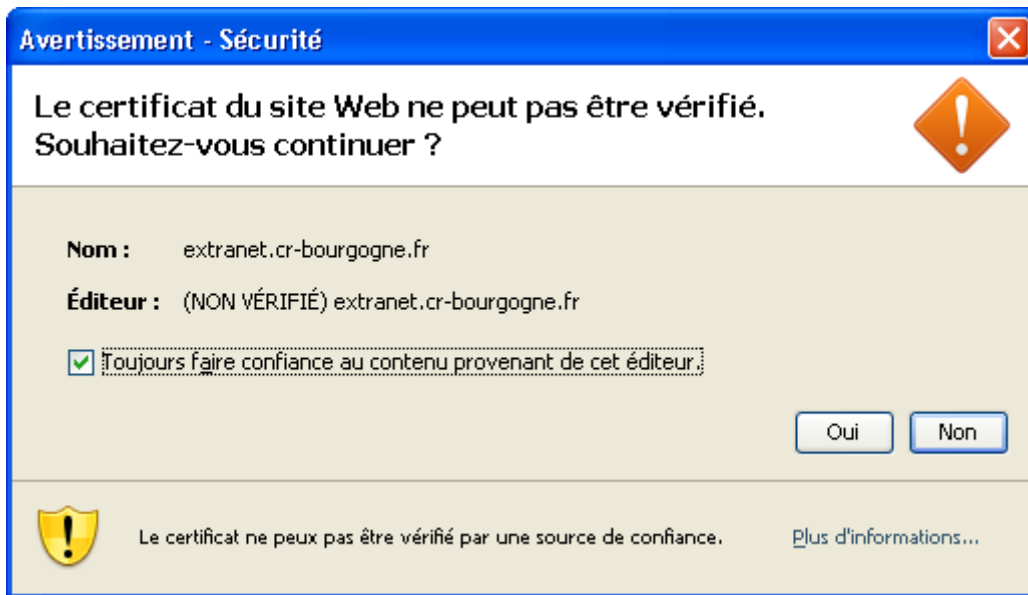 Avertissement - Sécurité
Le certificat du site Web ne peut pas être vérifié.
Souhaitez-vous continuer ?
Nom : extranet.cr-bourgogne.fr
Éditeur : (NON VÉRIFIÉ) extranet.cr-bourgogne.fr
Toujours faire confiance au contenu provenant de cet éditeur.
Oui Non
Le certificat ne peux pas être vérifié par une source de confiance. Plus d'informations...